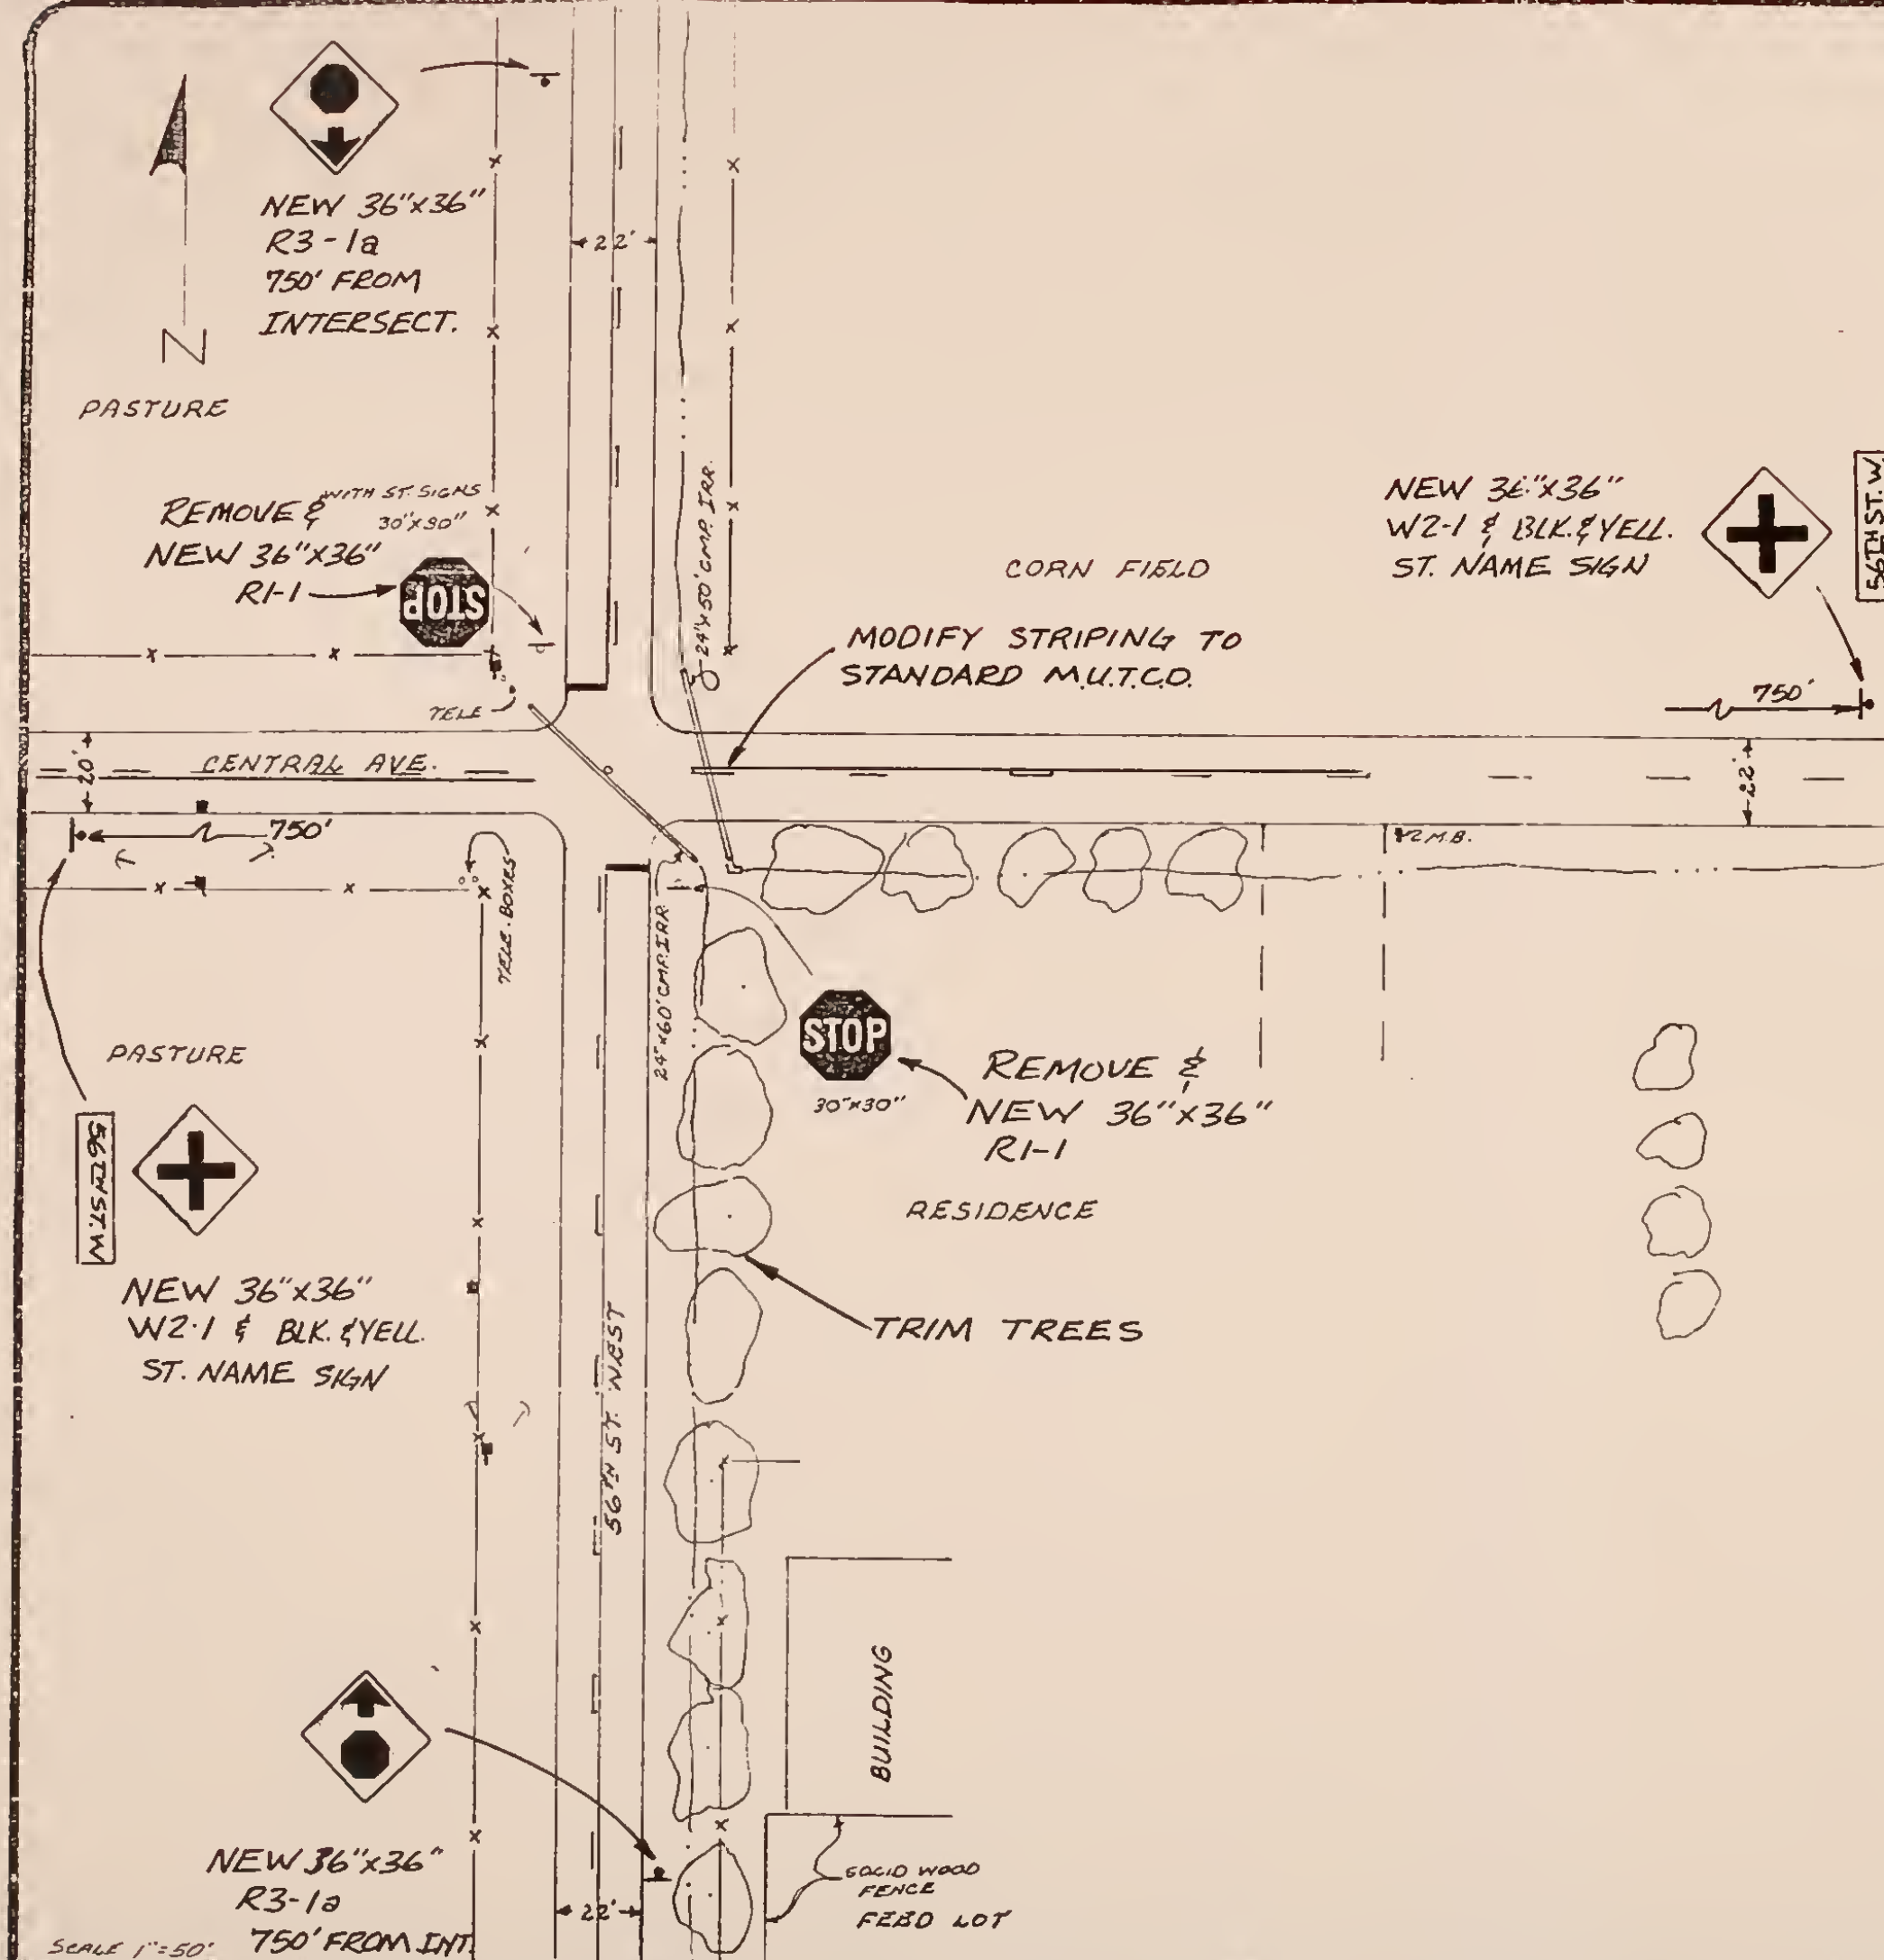 NEW 36"x36"
R3-1a
750' FROM
INTERSECT.
N
PASTURE
22'
REMOVE & WITH ST. SIGNS
30"x30"
NEW 36"x36"
R1-1
STOP
TELE
24"x50' CMP. IRR.
CORN FIELD
MODIFY STRIPING TO
STANDARD M.U.T.C.D.
NEW 36"x36"
W2-1 & BLK. & YELL.
ST. NAME SIGN
56TH ST. W.
750'
CENTRAL AVE.
20'
22'
750'
TELE. BOXES
2 M.B.
24"x60' CMP. IRR.
STOP
30"x30"
REMOVE &
NEW 36"x36"
R1-1
PASTURE
56TH ST. W.
NEW 36"x36"
W2-1 & BLK. & YELL.
ST. NAME SIGN
RESIDENCE
TRIM TREES
56TH ST. WEST
BUILDING
NEW 36"x36"
R3-1a
750' FROM INT.
SCALE 1"=50'
22'
SOLID WOOD
FENCE
FEED LOT